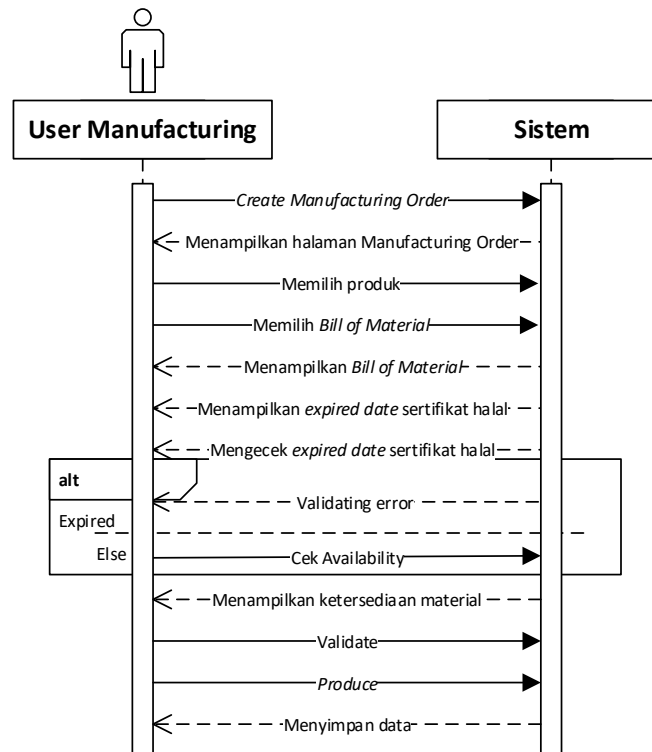 User Manufacturing
Sistem
Create Manufacturing Order
Menampilkan halaman Manufacturing Order
Memilih produk
Memilih Bill of Material
Menampilkan Bill of Material
Menampilkan expired date sertifikat halal
Mengecek expired date sertifikat halal
alt
Validating error
Expired
Else
Cek Availability
Menampilkan ketersediaan material
Validate
Produce
Menyimpan data